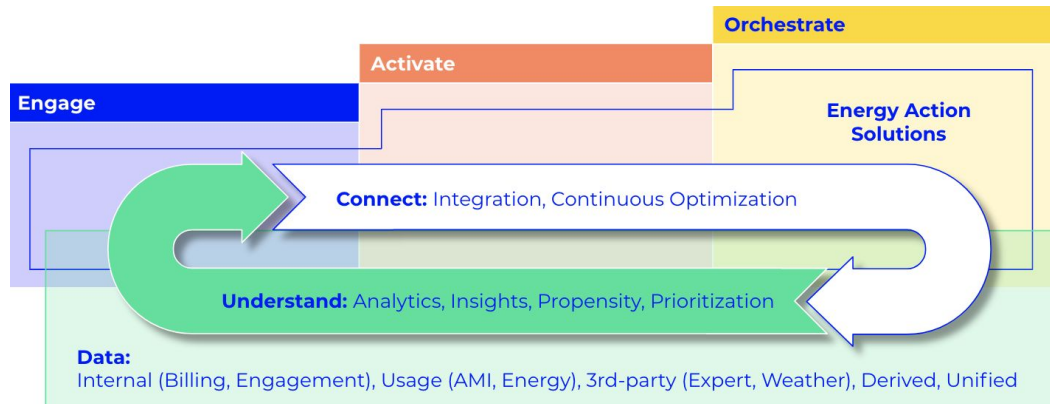 Orchestrate
Activate
Engage
Energy Action
Solutions
Connect: Integration, Continuous Optimization
Understand: Analytics, Insights, Propensity, Prioritization
Data:
Internal (Billing, Engagement), Usage (AMI, Energy), 3rd-party (Expert, Weather), Derived, Unified